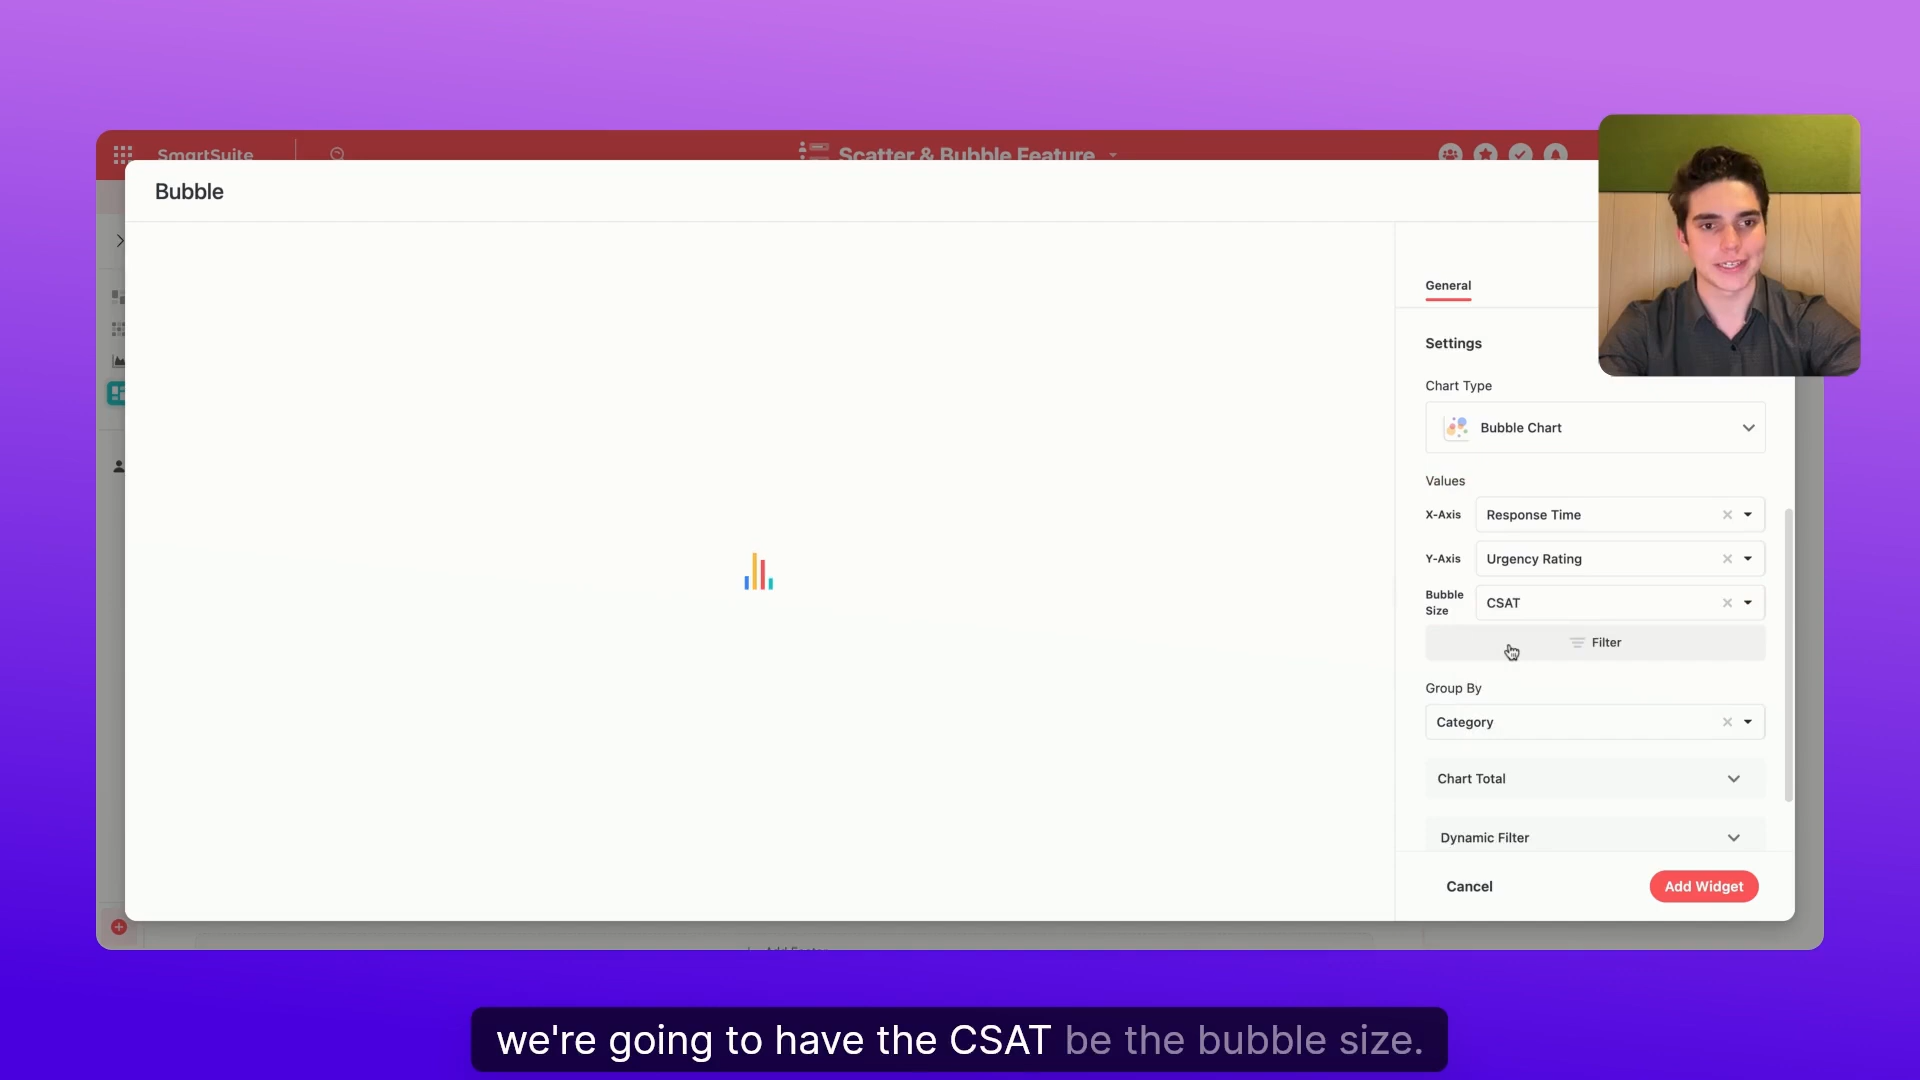 SmartSuite
Scatter & Bubble Feature
Bubble
General
Settings
Chart Type
Bubble Chart
Values
X-Axis
Response Time
Y-Axis
Urgency Rating
Bubble Size
CSAT
Filter
Group By
Category
Chart Total
Dynamic Filter
Cancel
Add Widget
we're going to have the CSAT be the bubble size.